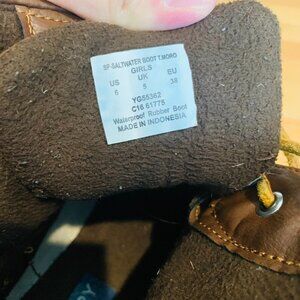 SP-SALTWATER BOOT T.MORO
GIRLS
US UK EU
6 5 38
YG55362
C16 61775
Waterproof Rubber Boot
MADE IN INDONESIA